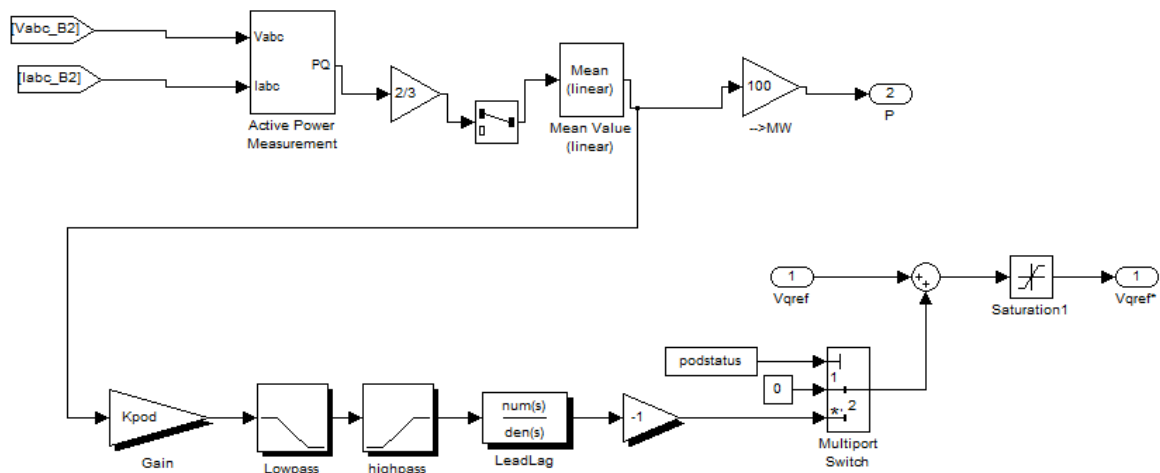 [Vabc_B2]
[Iabc_B2]
Vabc
Iabc
PQ
Active Power
Measurement
2/3
Mean
(linear)
Mean Value
(linear)
100
-->MW
2
P
1
Vqref
+
+
Saturation1
1
Vqref*
podstatus
0
1
2
*,
Multiport
Switch
Kpod
Gain
Lowpass
highpass
num(s)
den(s)
LeadLag
-1